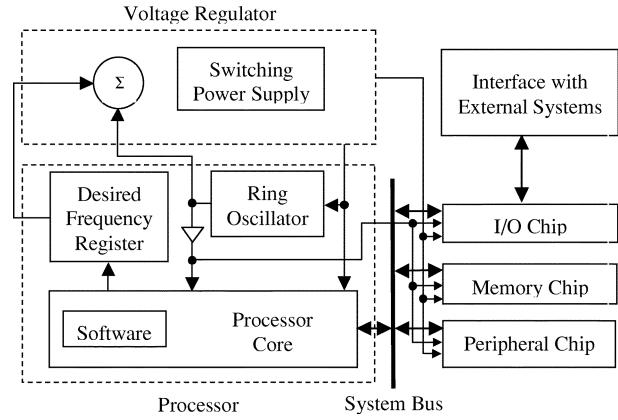 Voltage Regulator
Σ
Switching
Power Supply
Interface with
External Systems
Desired
Frequency
Register
Ring
Oscillator
I/O Chip
Memory Chip
Software
Processor
Core
Peripheral Chip
Processor
System Bus